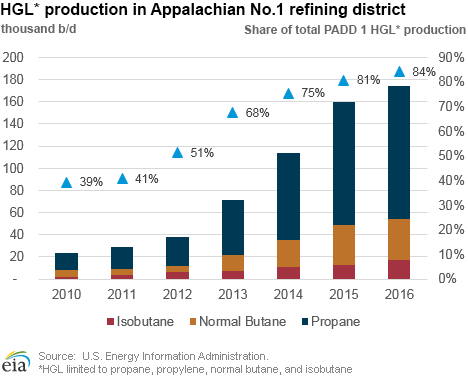 HGL* production in Appalachian No.1 refining district
thousand b/d Share of total PADD 1 HGL* production
200 90%
180 80%
160 70%
140 60%
120 50%
100 40%
80 30%
60 20%
40 10%
20 0%
-
39% 41% 51% 68% 75% 81% 84%
2010 2011 2012 2013 2014 2015 2016
Isobutane Normal Butane Propane
eia Source: U.S. Energy Information Administration.
*HGL limited to propane, propylene, normal butane, and isobutane